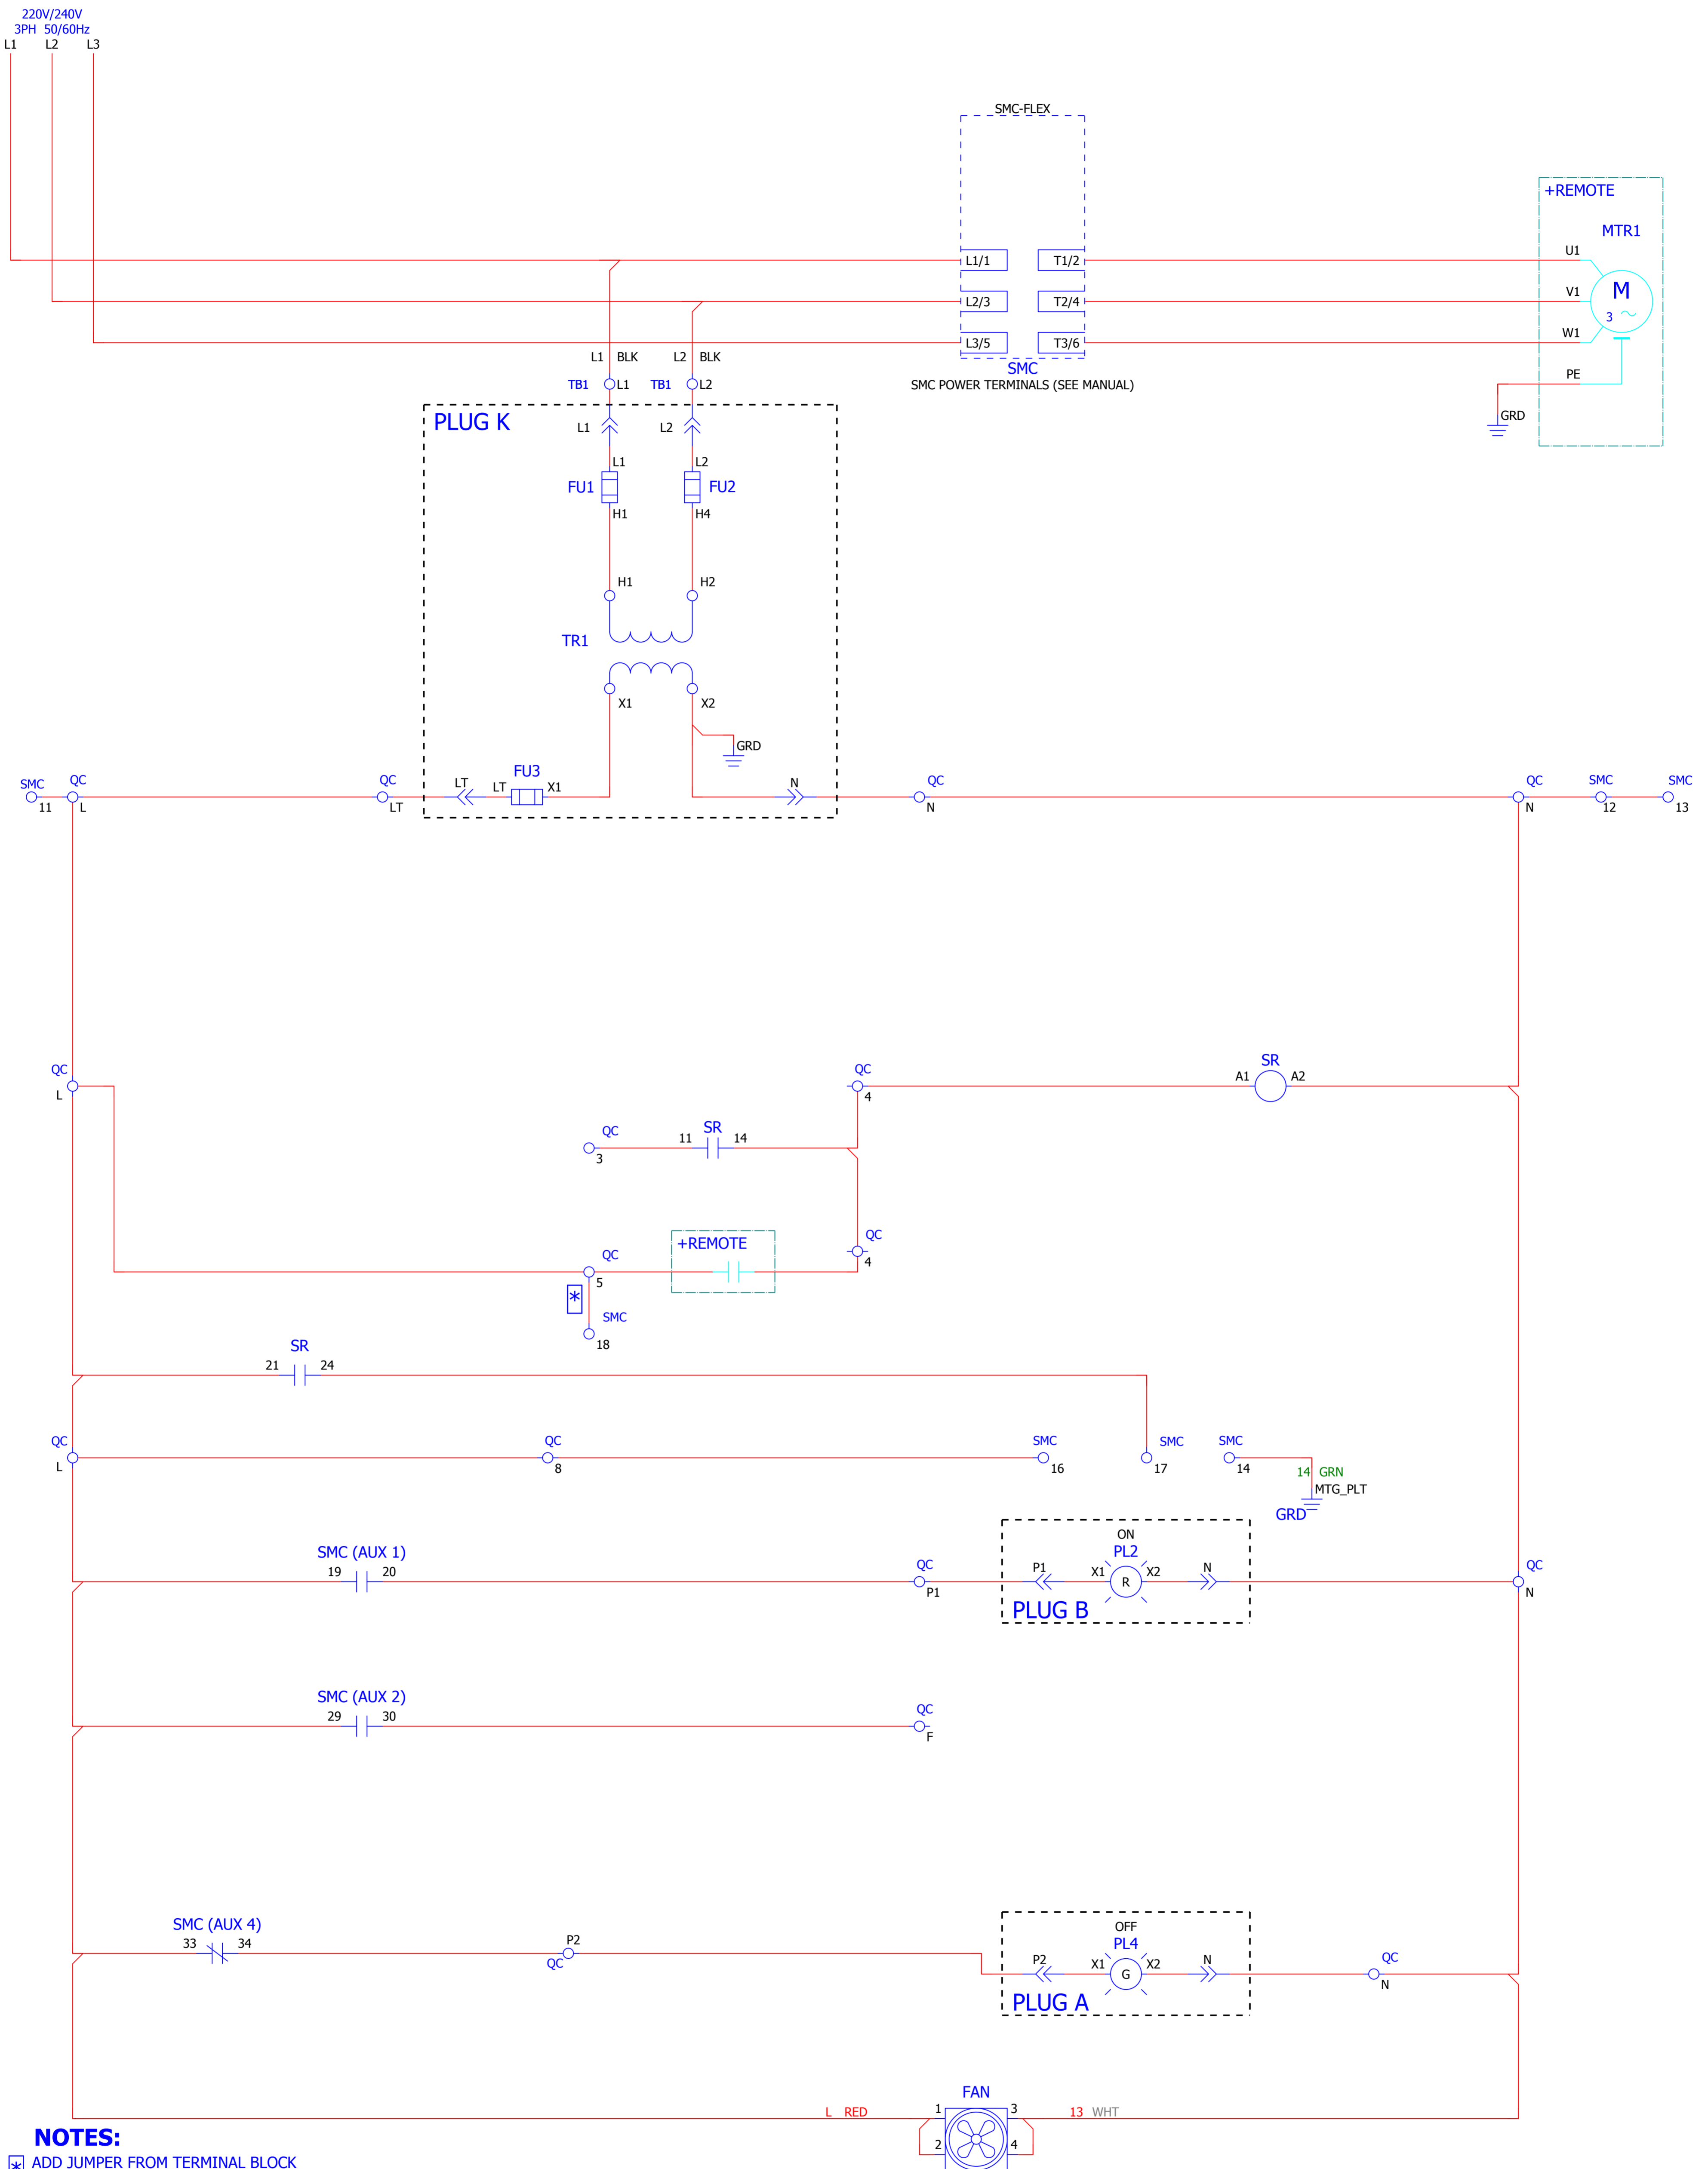 220V/240V
3PH 50/60Hz
L1 L2 L3
SMC-FLEX
+REMOTE
MTR1
L1/1 T1/2 U1
L2/3 T2/4 V1 M
3
L3/5 T3/6 W1
L1 BLK L2 BLK
SMC
SMC POWER TERMINALS (SEE MANUAL)
PE
TB1 L1 TB1 L2
GRD
PLUG K
L1 L2
L1 L2
FU1 FU2
H1 H4
H1 H2
TR1
X1 X2
GRD
SMC QC QC LT LT FU3 X1 N QC QC SMC SMC
11 L LT N N 12 13
QC QC SR
L 4 A1 A2
QC 11 SR 14
3
QC +REMOTE QC
5 4
* SMC
18
SR
21 24
QC QC SMC SMC SMC
L 8 16 17 14
14 GRN
MTG_PLT
GRD
SMC (AUX 1) ON
19 20 QC P1 X1 PL2 X2 N QC
P1 R N
PLUG B
SMC (AUX 2)
29 30 QC
F
SMC (AUX 4) OFF
33 34 P2 P2 X1 PL4 X2 N QC
QC G N
PLUG A
FAN
L RED 1 3 13 WHT
2 4
NOTES:
* ADD JUMPER FROM TERMINAL BLOCK